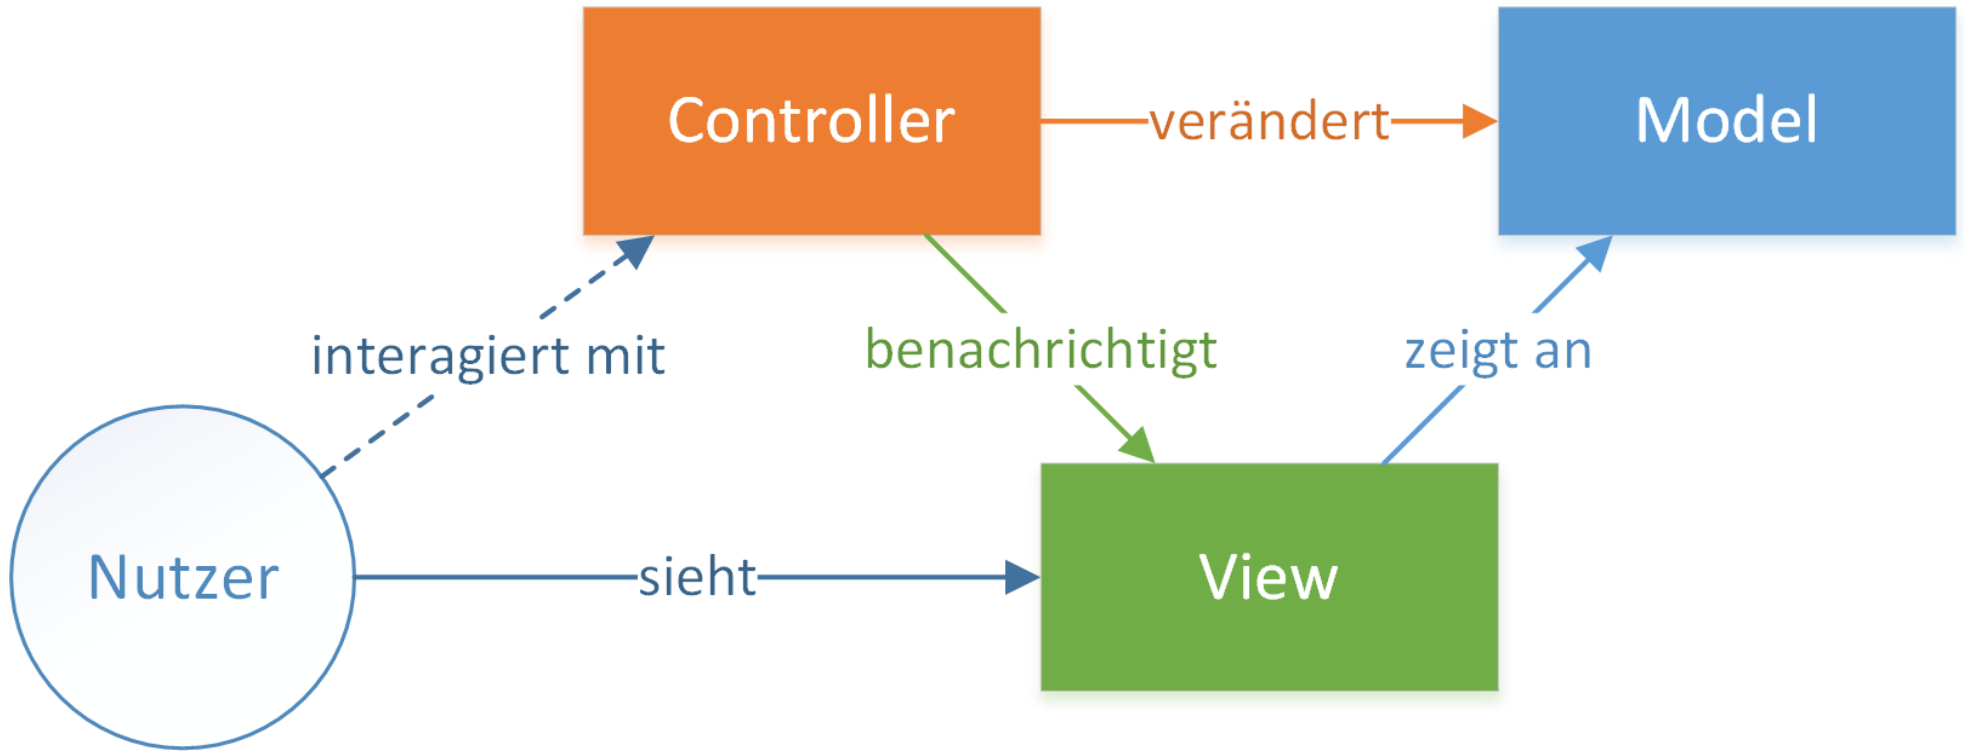 Controller
verändert
Model
interagiert mit
benachrichtigt
zeigt an
Nutzer
sieht
View